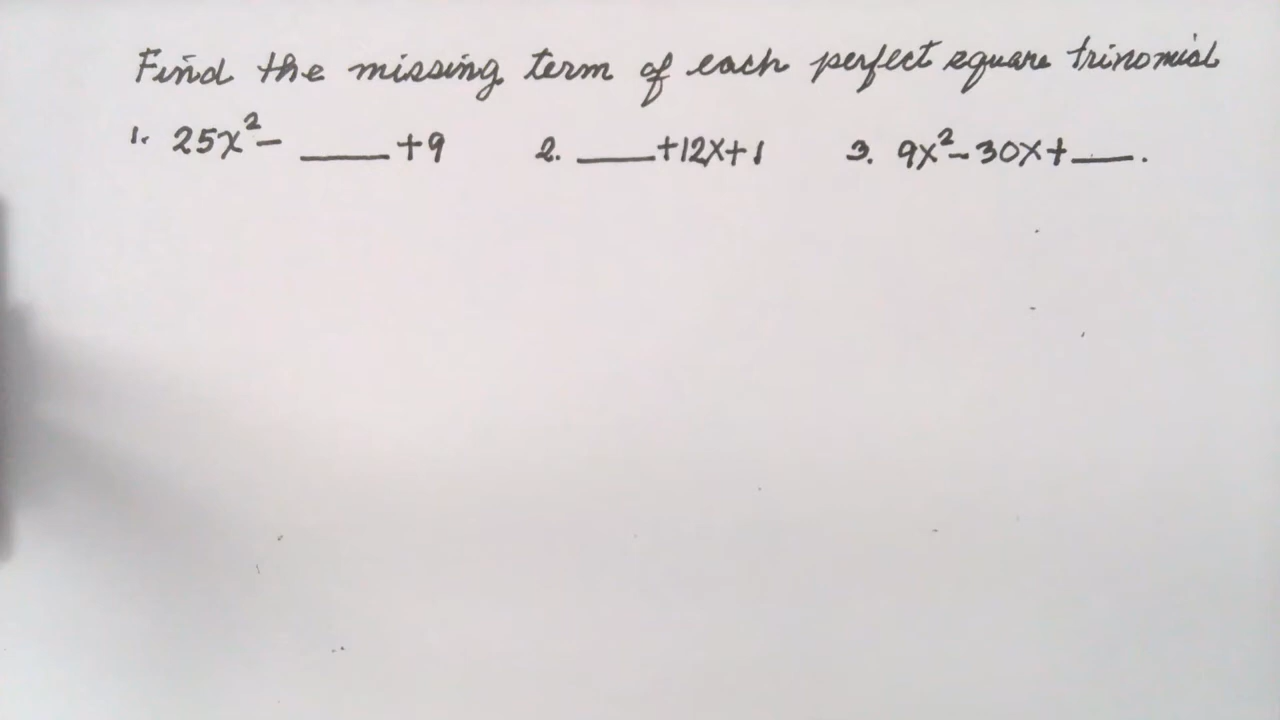 Find the missing term of each perfect square trinomial
1. 25x² - ____ +9 2. ____+12x+1 3. 9x²-30x+____.